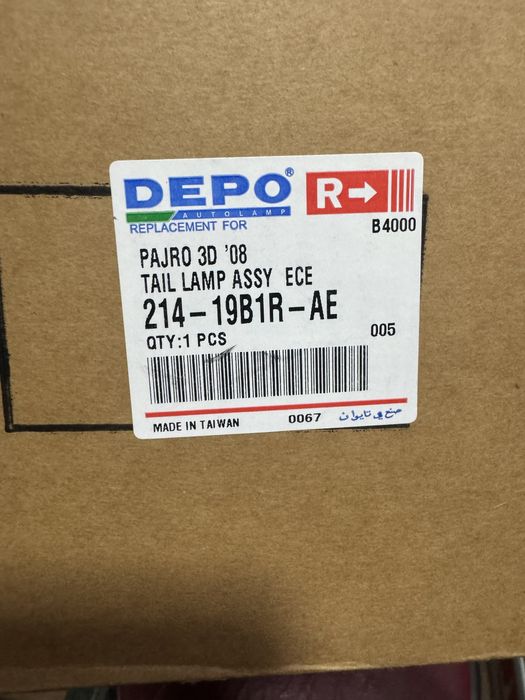 DEPO®
AUTOLAMP
R→
REPLACEMENT FOR
B4000
PAJRO 3D '08
TAIL LAMP ASSY ECE
214-19B1R-AE
QTY:1 PCS
005
MADE IN TAIWAN 0067 صنع في تايوان